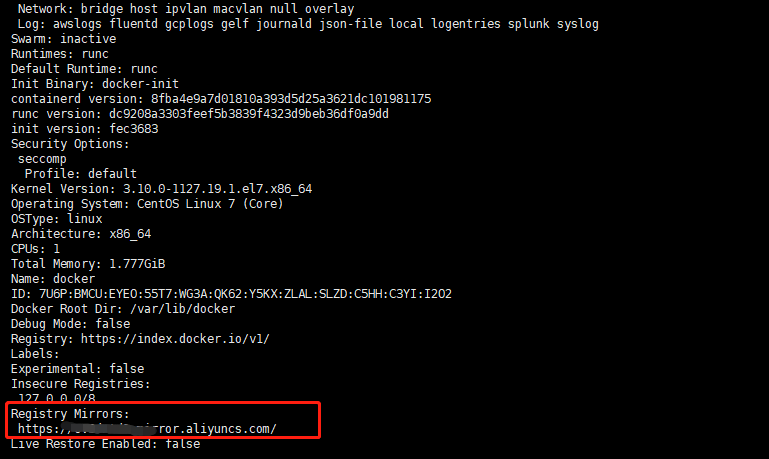 Network: bridge host ipvlan macvlan null overlay
Log: awslogs fluentd gcplogs gelf journald json-file local logentries splunk syslog
Swarm: inactive
Runtimes: runc
Default Runtime: runc
Init Binary: docker-init
containerd version: 8fba4e9a7d01810a393d5d25a3621dc101981175
runc version: dc9208a3303feef5b3839f4323d9beb36df0a9dd
init version: fec3683
Security Options:
seccomp
Profile: default
Kernel Version: 3.10.0-1127.19.1.el7.x86_64
Operating System: CentOS Linux 7 (Core)
OSType: linux
Architecture: x86_64
CPUs: 1
Total Memory: 1.777GiB
Name: docker
ID: 7U6P:BMCU:EYEO:55T7:WG3A:QK62:Y5KX:ZLAL:SLZD:C5HH:C3YI:I2O2
Docker Root Dir: /var/lib/docker
Debug Mode: false
Registry: https://index.docker.io/v1/
Labels:
Experimental: false
Insecure Registries:
127.0.0.0/8
Registry Mirrors:
https:/ mirror.aliyuncs.com/
Live Restore Enabled: false